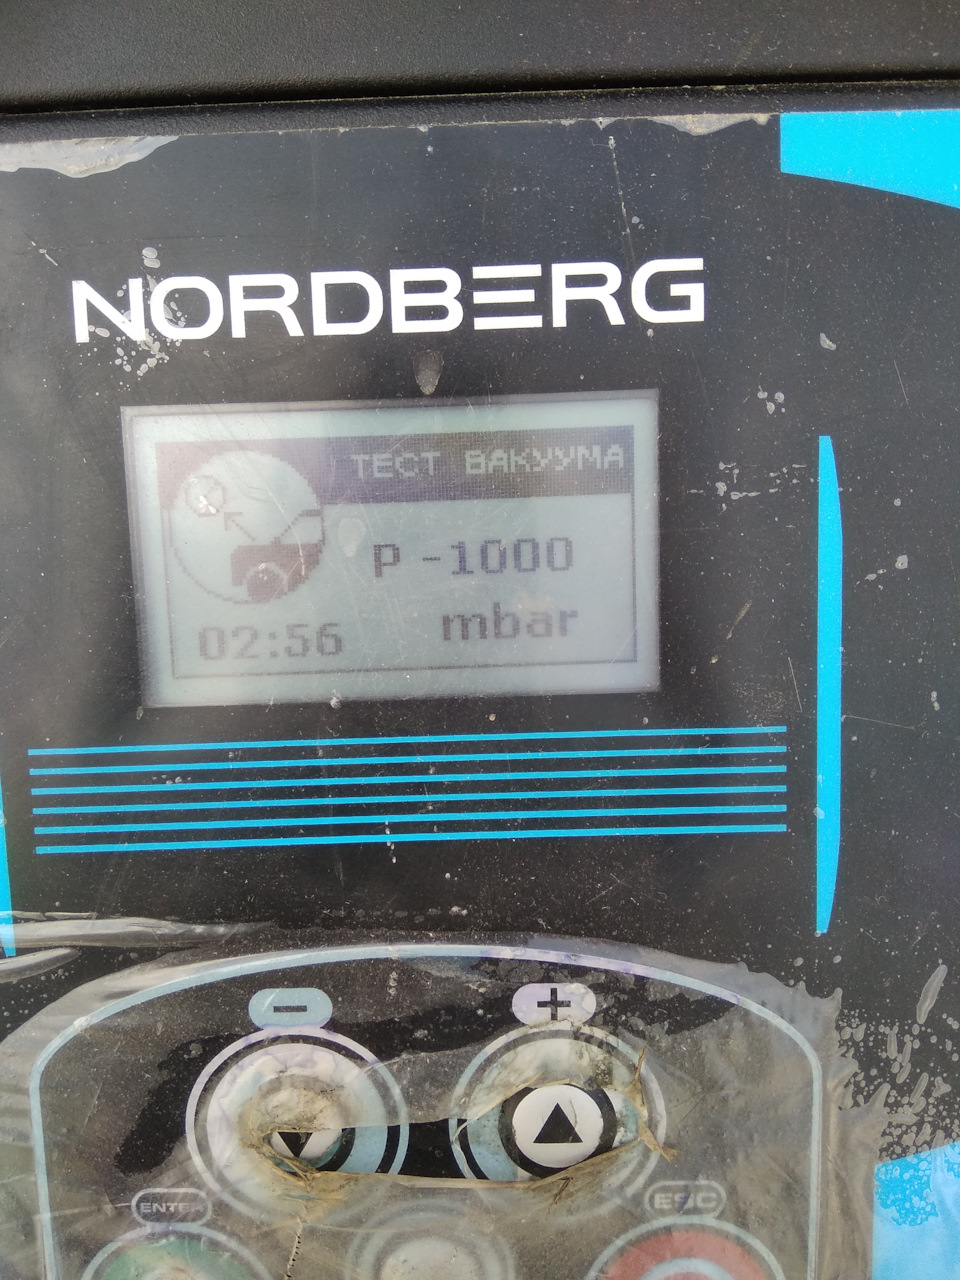 NORDBERG
ТЕСТ ВАКУУМА
P -1000
mbar
02:56
- +
ENTER ESC